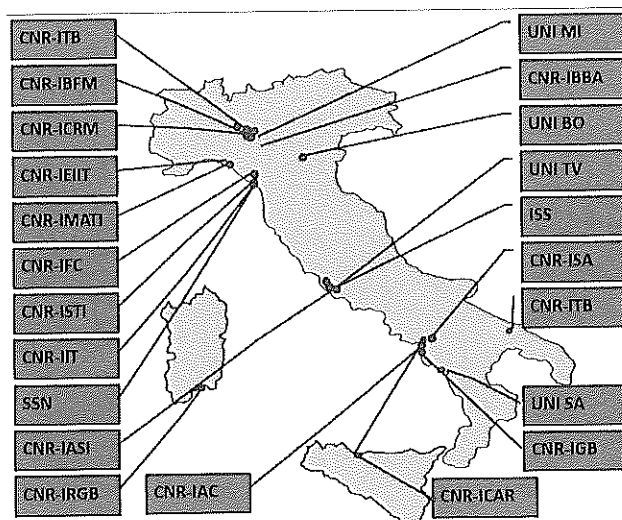 CNR-ITB
CNR-IBFM
CNR-ICRM
CNR-IEIIT
CNR-IMATI
CNR-IFC
CNR-ISTI
CNR-IIT
SSN
CNR-IASI
CNR-IRGB
CNR-IAC
CNR-ICAR
UNI MI
CNR-IBBA
UNI BO
UNI TV
ISS
CNR-ISA
CNR-ITB
UNI SA
CNR-IGB